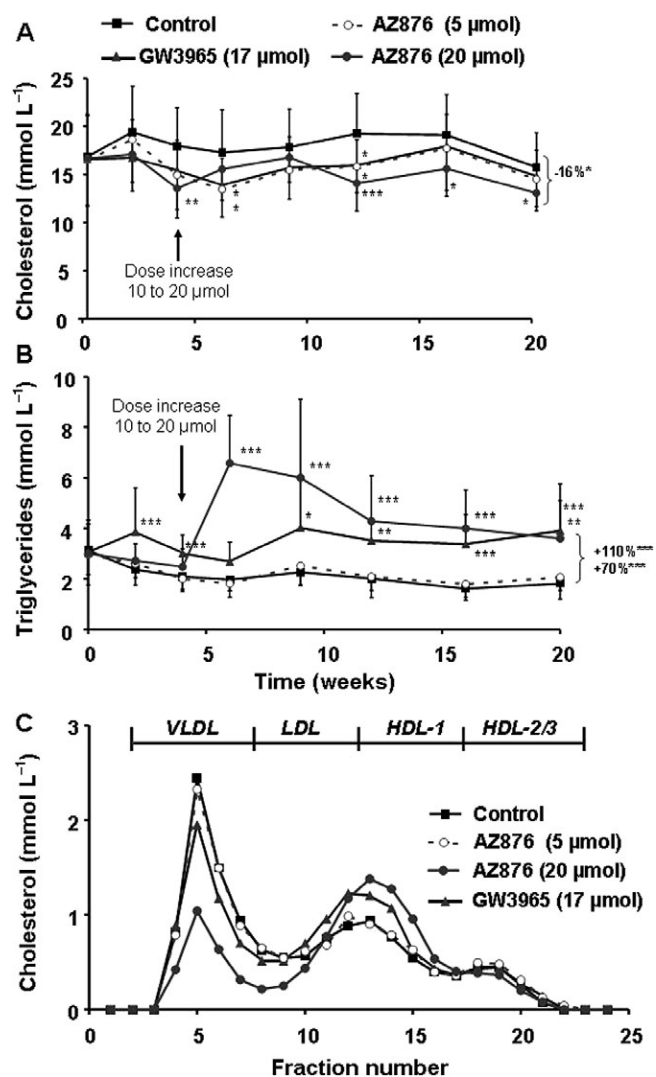 A
Control
AZ876 (5 µmol)
GW3965 (17 µmol)
AZ876 (20 µmol)
Cholesterol (mmol L⁻¹)
25
20
15
10
5
0
**
*
*
*
*
***
*
*
-16%*
Dose increase
10 to 20 µmol
0
5
10
15
20
B
Triglycerides (mmol L⁻¹)
10
8
6
4
2
0
Dose increase
10 to 20 µmol
***
***
***
***
*
***
**
***
***
***
**
+110%***
+70%***
0
5
10
15
20
Time (weeks)
C
VLDL
LDL
HDL-1
HDL-2/3
Cholesterol (mmol L⁻¹)
3
2
1
0
Control
AZ876 (5 µmol)
AZ876 (20 µmol)
GW3965 (17 µmol)
0
5
10
15
20
25
Fraction number